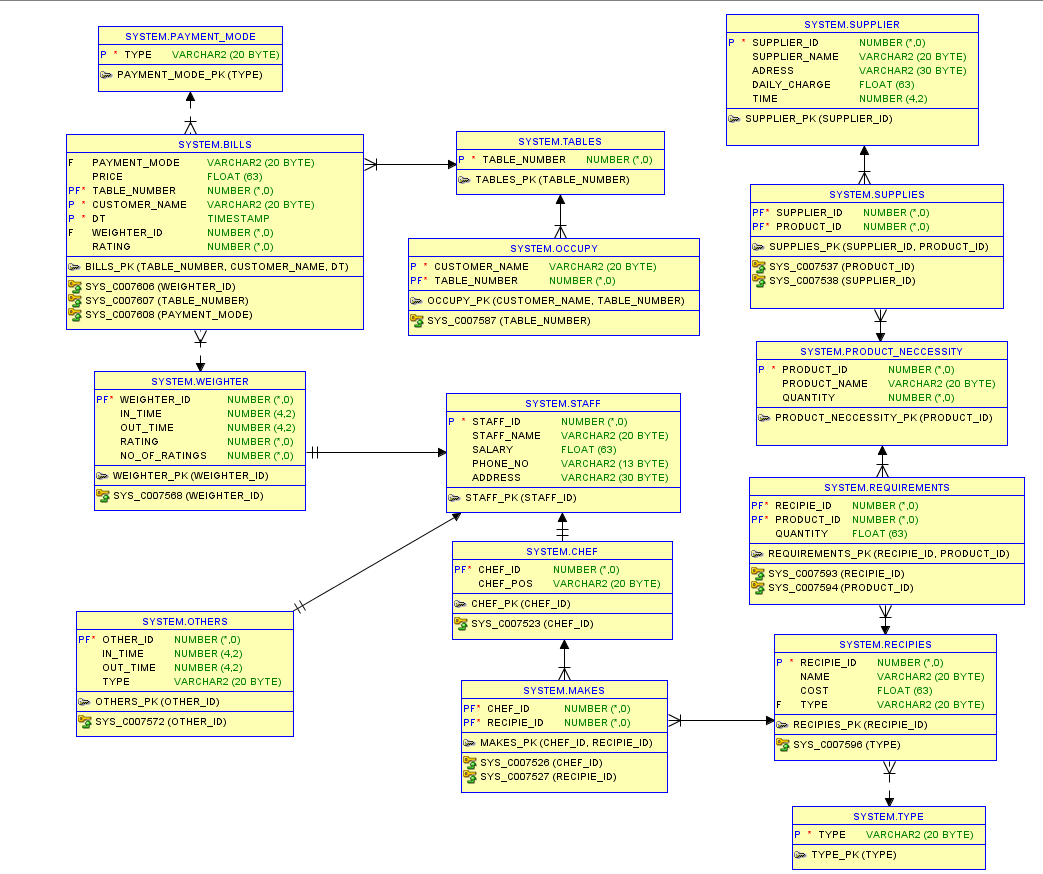 SYSTEM.PAYMENT_MODE
P * TYPE VARCHAR2 (20 BYTE)
PAYMENT_MODE_PK (TYPE)
SYSTEM.BILLS
F PAYMENT_MODE VARCHAR2 (20 BYTE)
PRICE FLOAT (63)
PF* TABLE_NUMBER NUMBER (*,0)
P * CUSTOMER_NAME VARCHAR2 (20 BYTE)
P * DT TIMESTAMP
F WEIGHTER_ID NUMBER (*,0)
RATING NUMBER (*,0)
BILLS_PK (TABLE_NUMBER, CUSTOMER_NAME, DT)
SYS_C007606 (WEIGHTER_ID)
SYS_C007607 (TABLE_NUMBER)
SYS_C007608 (PAYMENT_MODE)
SYSTEM.TABLES
P * TABLE_NUMBER NUMBER (*,0)
TABLES_PK (TABLE_NUMBER)
SYSTEM.OCCUPY
P * CUSTOMER_NAME VARCHAR2 (20 BYTE)
PF* TABLE_NUMBER NUMBER (*,0)
OCCUPY_PK (CUSTOMER_NAME, TABLE_NUMBER)
SYS_C007587 (TABLE_NUMBER)
SYSTEM.SUPPLIER
P * SUPPLIER_ID NUMBER (*,0)
SUPPLIER_NAME VARCHAR2 (20 BYTE)
ADRESS VARCHAR2 (30 BYTE)
DAILY_CHARGE FLOAT (63)
TIME NUMBER (4,2)
SUPPLIER_PK (SUPPLIER_ID)
SYSTEM.SUPPLIES
PF* SUPPLIER_ID NUMBER (*,0)
PF* PRODUCT_ID NUMBER (*,0)
SUPPLIES_PK (SUPPLIER_ID, PRODUCT_ID)
SYS_C007537 (PRODUCT_ID)
SYS_C007538 (SUPPLIER_ID)
SYSTEM.PRODUCT_NECCESSITY
P * PRODUCT_ID NUMBER (*,0)
PRODUCT_NAME VARCHAR2 (20 BYTE)
QUANTITY NUMBER (*,0)
PRODUCT_NECCESSITY_PK (PRODUCT_ID)
SYSTEM.WEIGHTER
PF* WEIGHTER_ID NUMBER (*,0)
IN_TIME NUMBER (4,2)
OUT_TIME NUMBER (4,2)
RATING NUMBER (*,0)
NO_OF_RATINGS NUMBER (*,0)
WEIGHTER_PK (WEIGHTER_ID)
SYS_C007568 (WEIGHTER_ID)
SYSTEM.STAFF
P * STAFF_ID NUMBER (*,0)
STAFF_NAME VARCHAR2 (20 BYTE)
SALARY FLOAT (63)
PHONE_NO VARCHAR2 (13 BYTE)
ADDRESS VARCHAR2 (30 BYTE)
STAFF_PK (STAFF_ID)
SYSTEM.REQUIREMENTS
PF* RECIPIE_ID NUMBER (*,0)
PF* PRODUCT_ID NUMBER (*,0)
QUANTITY FLOAT (63)
REQUIREMENTS_PK (RECIPIE_ID, PRODUCT_ID)
SYS_C007593 (RECIPIE_ID)
SYS_C007594 (PRODUCT_ID)
SYSTEM.CHEF
PF* CHEF_ID NUMBER (*,0)
CHEF_POS VARCHAR2 (20 BYTE)
CHEF_PK (CHEF_ID)
SYS_C007523 (CHEF_ID)
SYSTEM.OTHERS
PF* OTHER_ID NUMBER (*,0)
IN_TIME NUMBER (4,2)
OUT_TIME NUMBER (4,2)
TYPE VARCHAR2 (20 BYTE)
OTHERS_PK (OTHER_ID)
SYS_C007572 (OTHER_ID)
SYSTEM.MAKES
PF* CHEF_ID NUMBER (*,0)
PF* RECIPIE_ID NUMBER (*,0)
MAKES_PK (CHEF_ID, RECIPIE_ID)
SYS_C007526 (CHEF_ID)
SYS_C007527 (RECIPIE_ID)
SYSTEM.RECIPIES
P * RECIPIE_ID NUMBER (*,0)
NAME VARCHAR2 (20 BYTE)
COST FLOAT (63)
F TYPE VARCHAR2 (20 BYTE)
RECIPIES_PK (RECIPIE_ID)
SYS_C007596 (TYPE)
SYSTEM.TYPE
P * TYPE VARCHAR2 (20 BYTE)
TYPE_PK (TYPE)